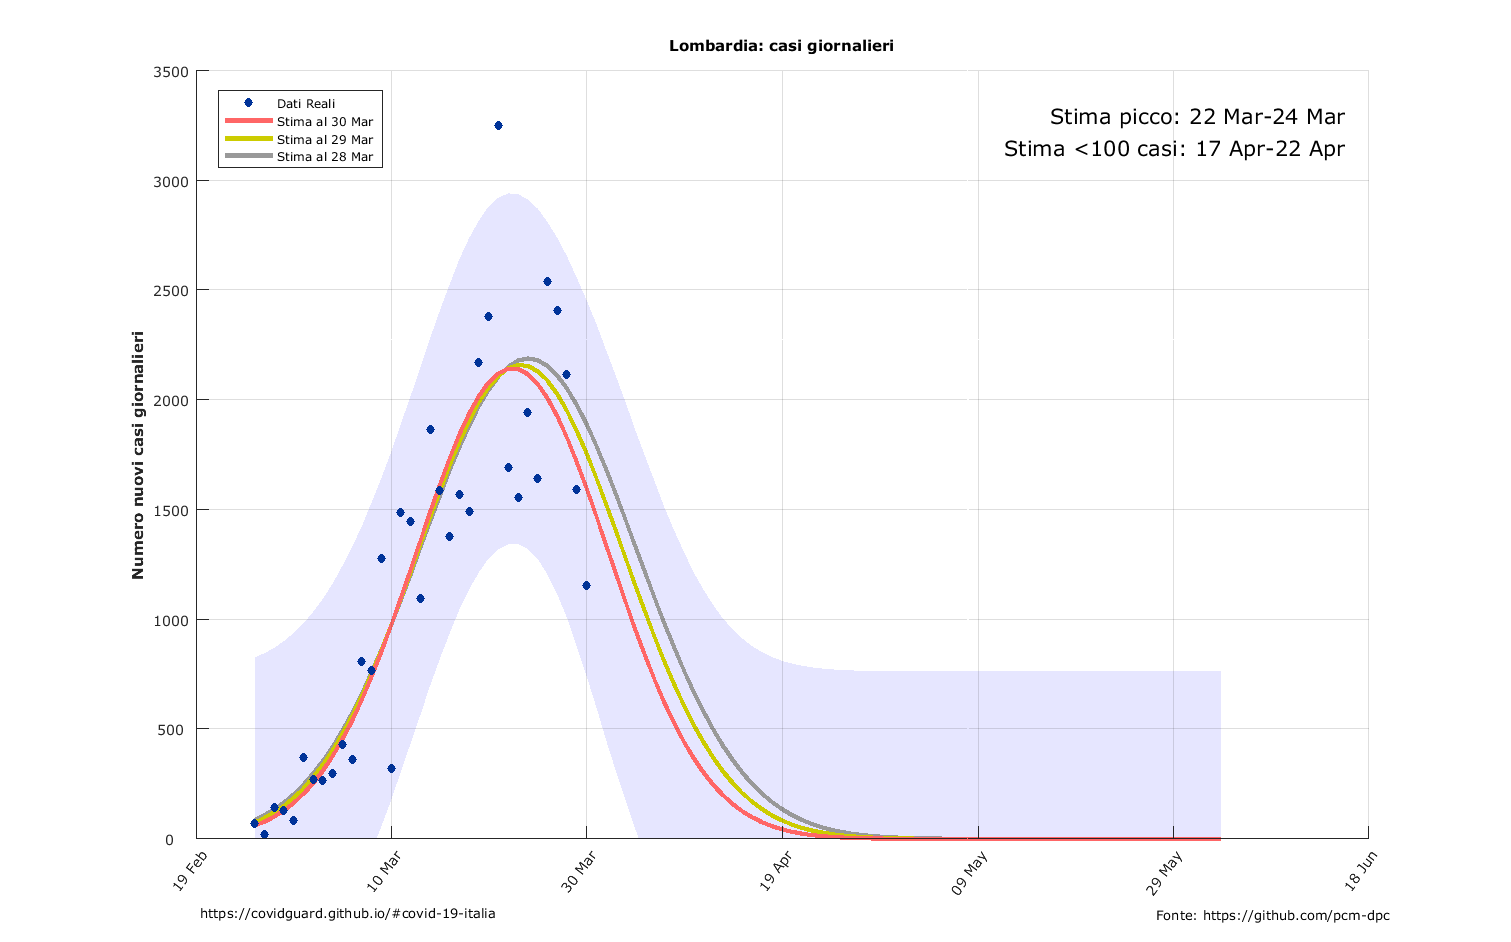 Lombardia: casi giornalieri
3500
3000
2500
2000
1500
1000
500
0
Numero nuovi casi giornalieri
Dati Reali
Stima al 30 Mar
Stima al 29 Mar
Stima al 28 Mar
Stima picco: 22 Mar-24 Mar
Stima <100 casi: 17 Apr-22 Apr
19 Feb
10 Mar
30 Mar
19 Apr
09 May
29 May
18 Jun
https://covidguard.github.io/#covid-19-italia
Fonte: https://github.com/pcm-dpc